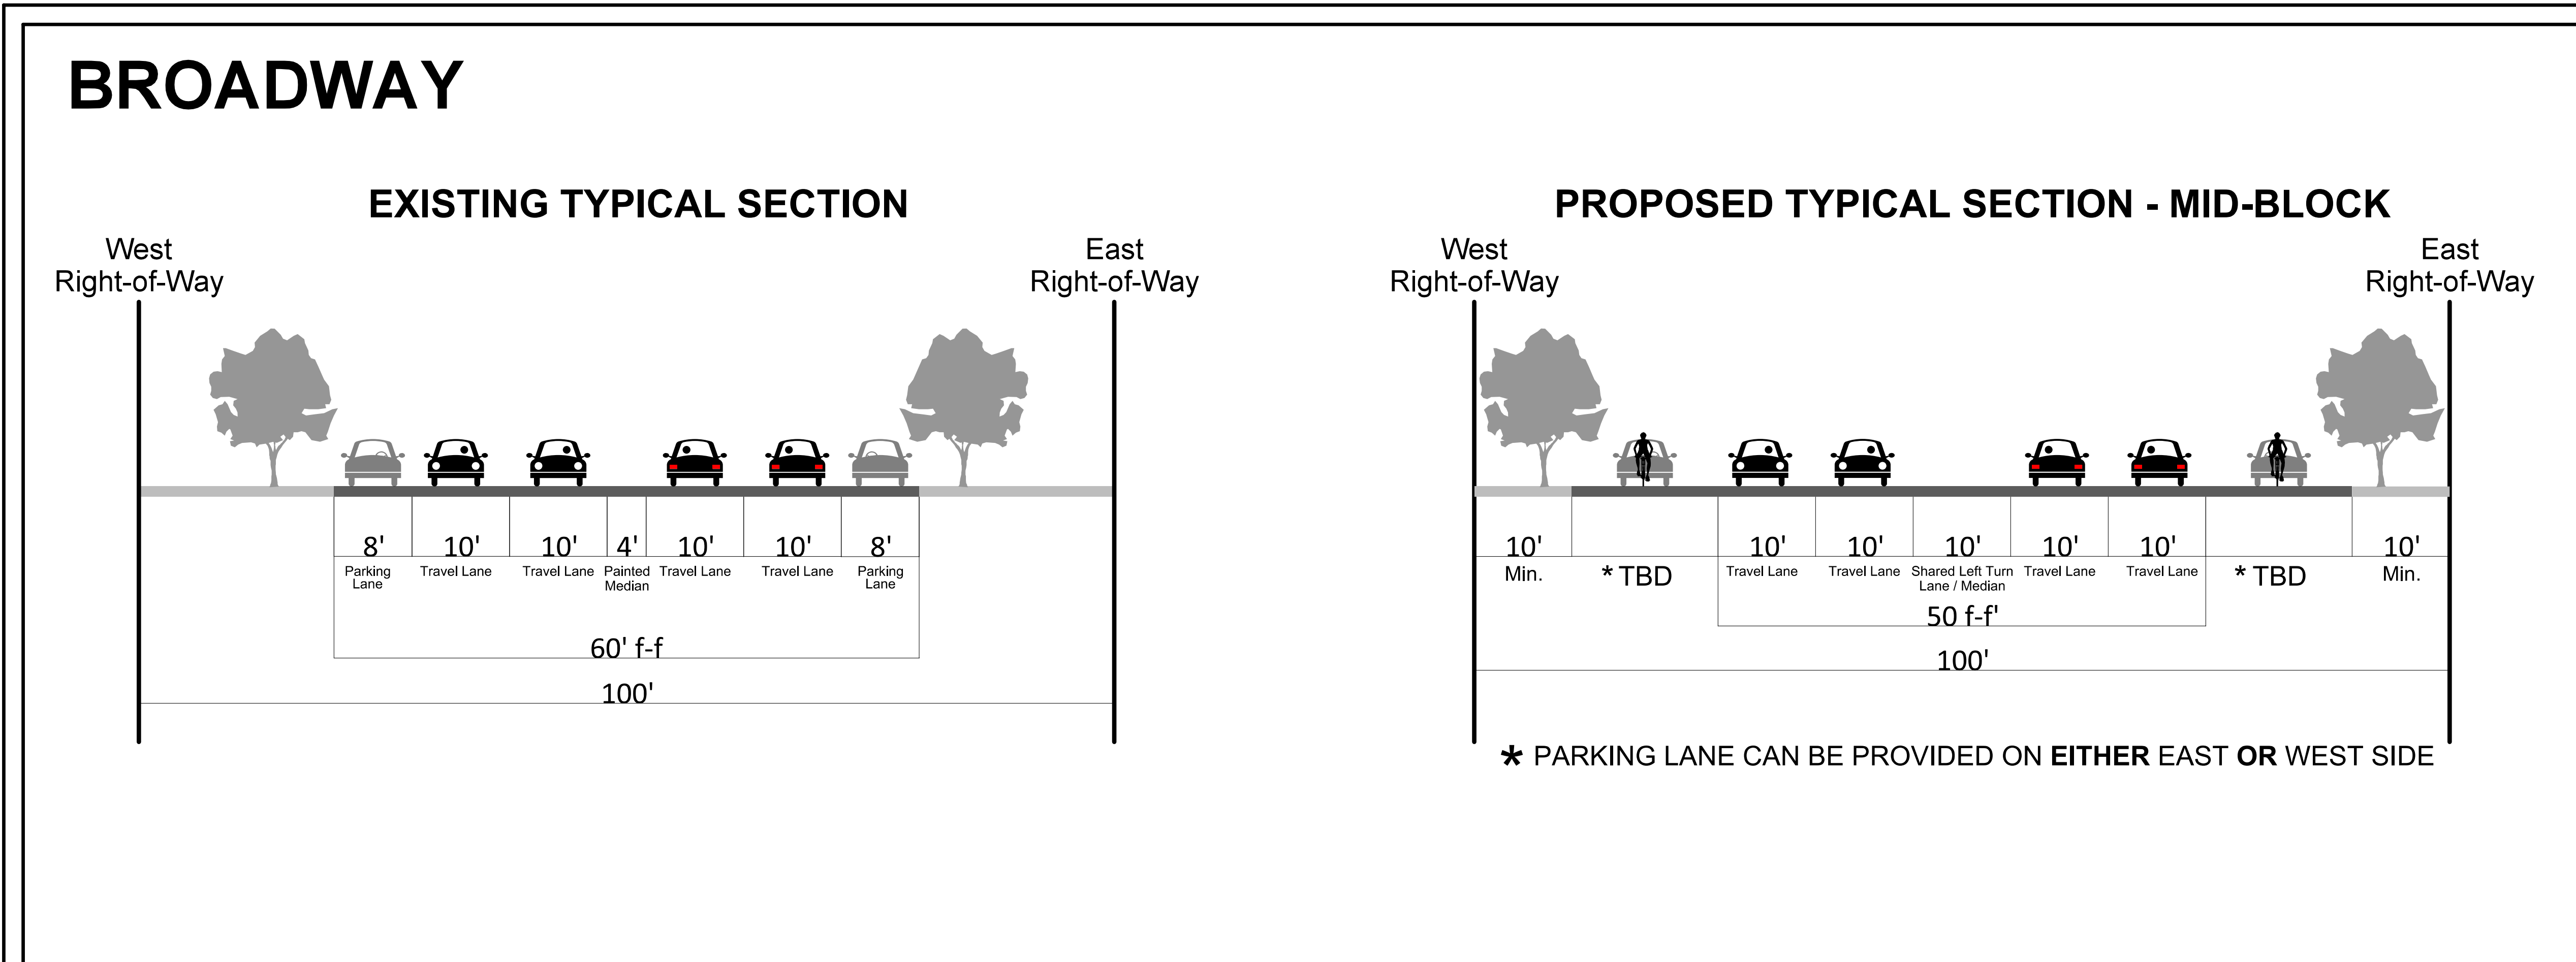 BROADWAY
EXISTING TYPICAL SECTION
West
Right-of-Way
East
Right-of-Way
8' 10' 10' 4' 10' 10' 8'
Parking
Lane
Travel Lane
Travel Lane
Painted
Median
Travel Lane
Travel Lane
Parking
Lane
60' f-f
100'
PROPOSED TYPICAL SECTION - MID-BLOCK
West
Right-of-Way
East
Right-of-Way
10' 10' 10' 10' 10' 10' 10'
Min.
* TBD
Travel Lane
Travel Lane
Shared Left Turn
Lane / Median
Travel Lane
Travel Lane
* TBD
Min.
50 f-f'
100'
* PARKING LANE CAN BE PROVIDED ON EITHER EAST OR WEST SIDE